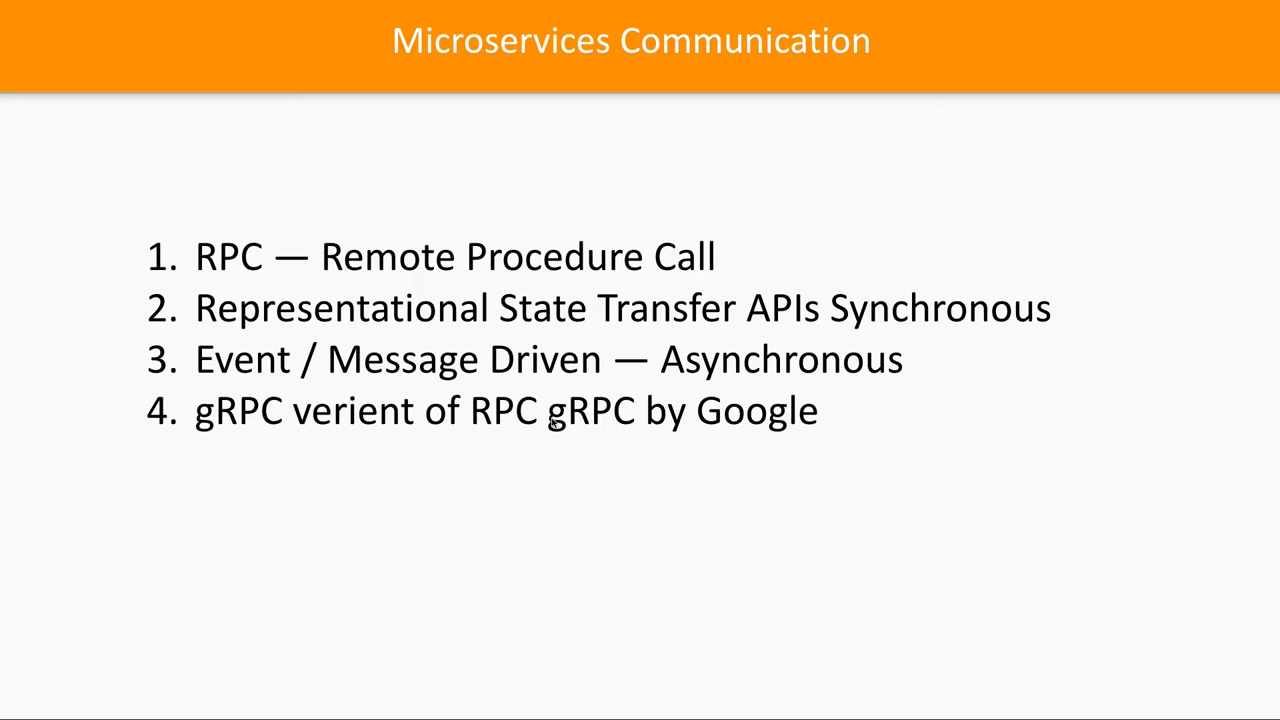 Microservices Communication
1. RPC — Remote Procedure Call
2. Representational State Transfer APIs Synchronous
3. Event / Message Driven — Asynchronous
4. gRPC verient of RPC gRPC by Google